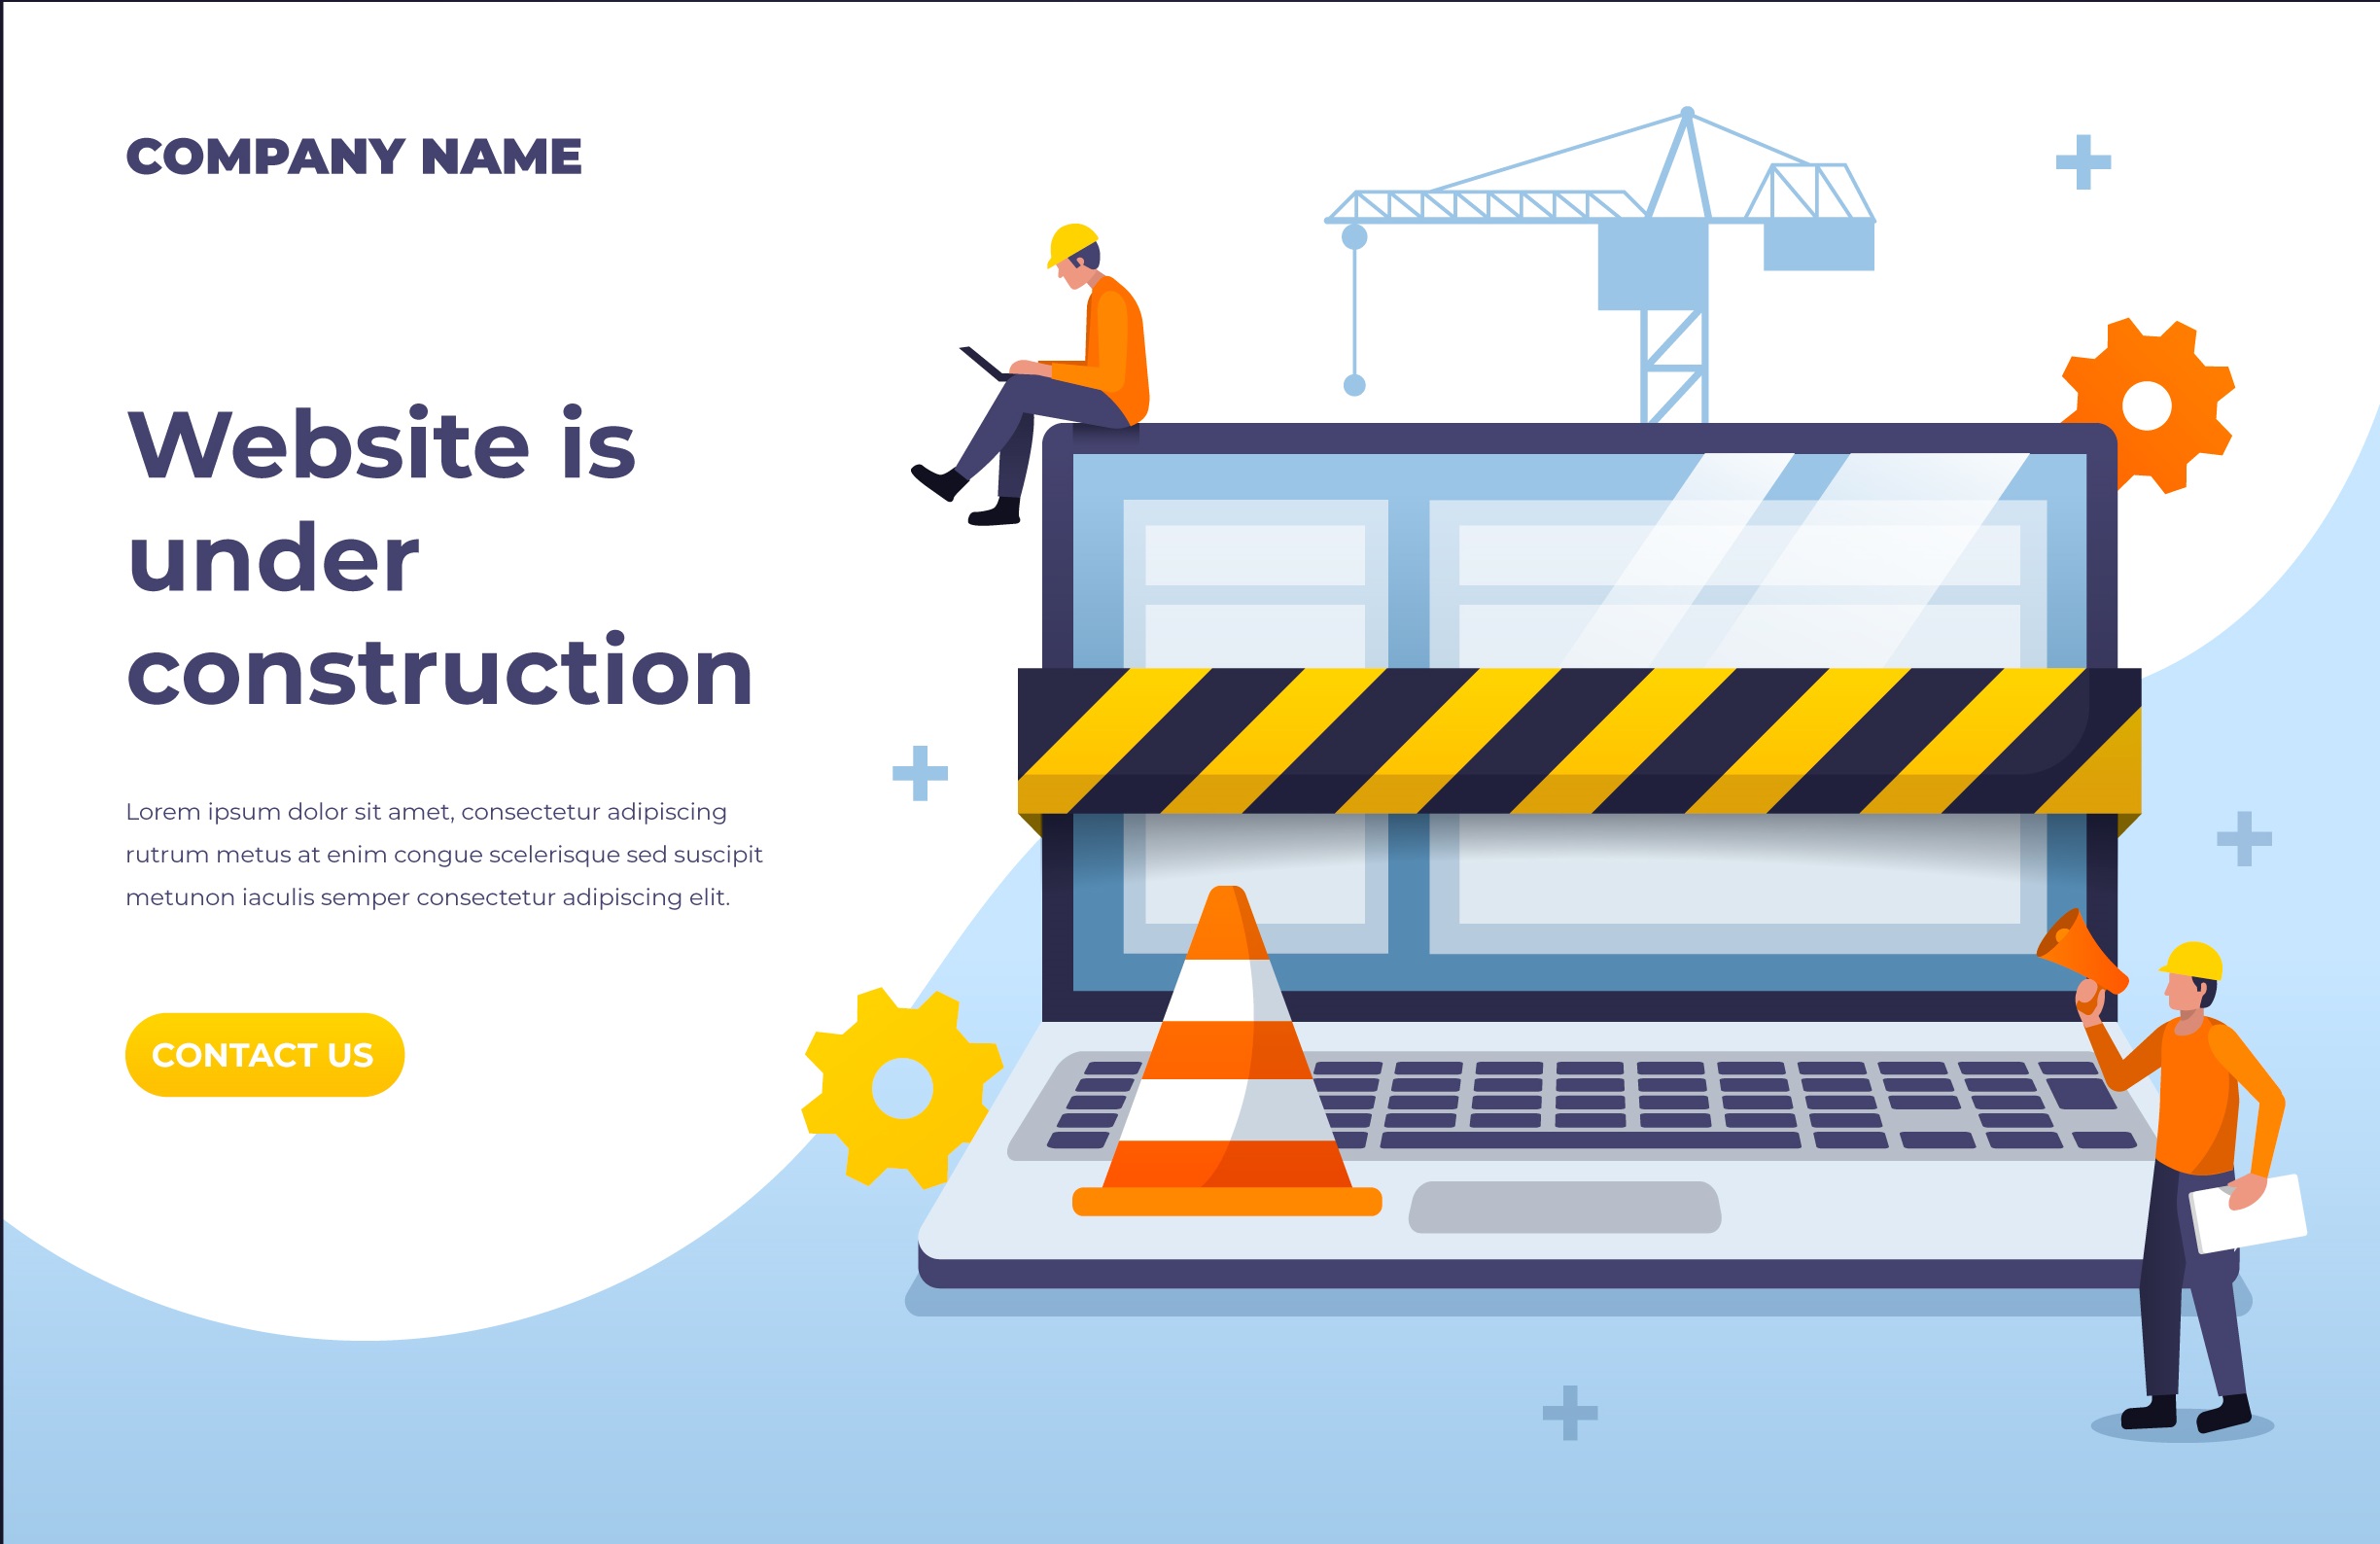 COMPANY NAME
Website is
under
construction
Lorem ipsum dolor sit amet, consectetur adipiscing
rutrum metus at enim congue scelerisque sed suscipit
metunon iaculis semper consectetur adipiscing elit.
CONTACT US